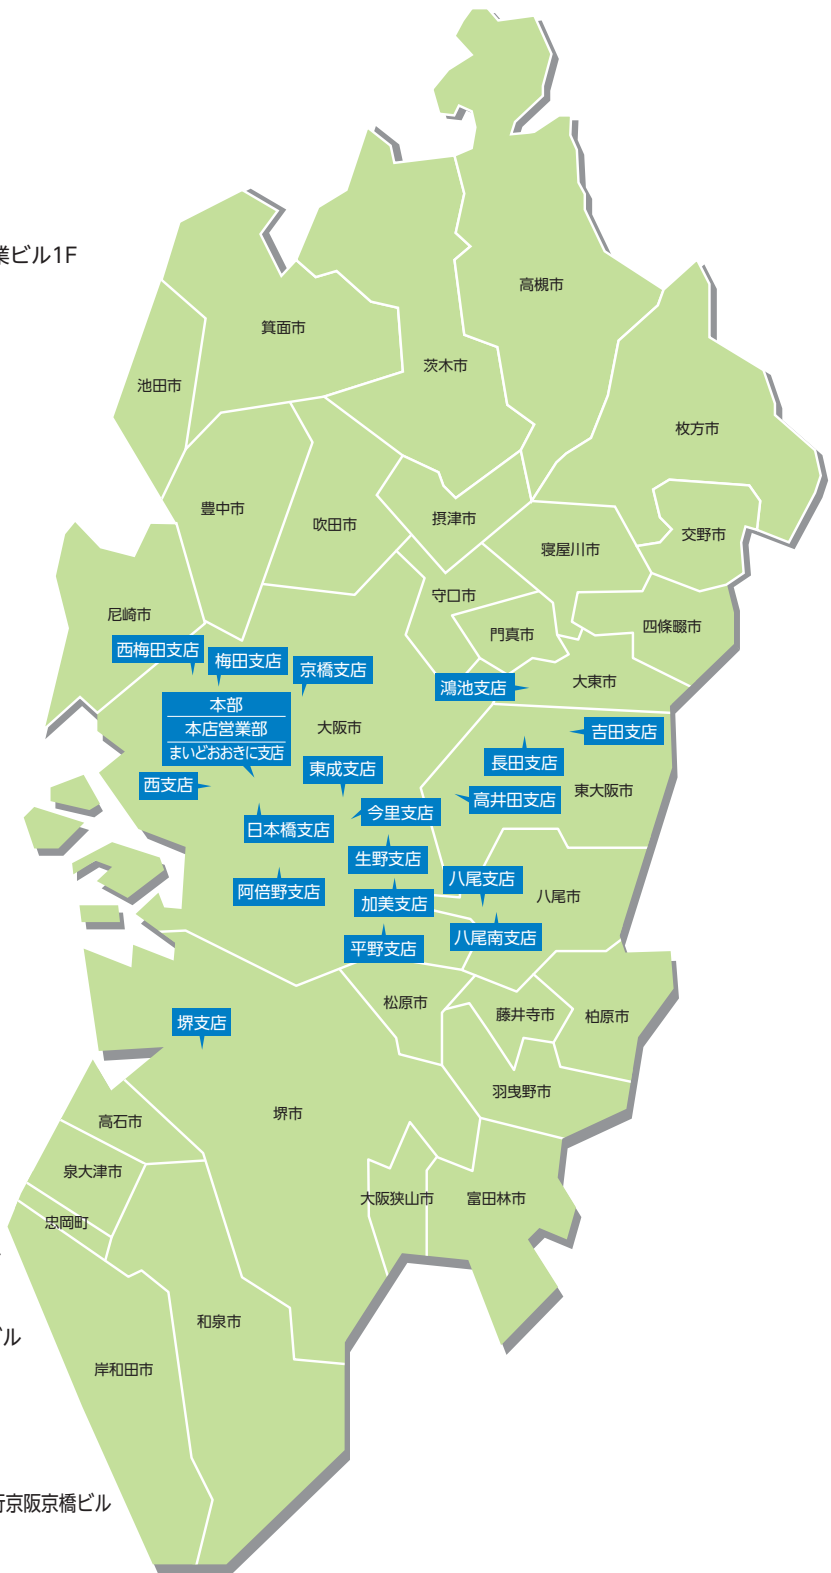 業ビル1F
高槻市
箕面市
茨木市
池田市
枚方市
豊中市
吹田市
摂津市
交野市
寝屋川市
守口市
尼崎市
門真市
四條畷市
西梅田支店
梅田支店
京橋支店
鴻池支店
大東市
本部
本店営業部
まいどおおきに支店
大阪市
吉田支店
長田支店
東成支店
西支店
東大阪市
高井田支店
今里支店
日本橋支店
生野支店
八尾支店
阿倍野支店
加美支店
八尾市
平野支店
八尾南支店
松原市
藤井寺市
柏原市
堺支店
羽曳野市
堺市
高石市
泉大津市
大阪狭山市
富田林市
忠岡町
和泉市
ビル
岸和田市
行京阪京橋ビル